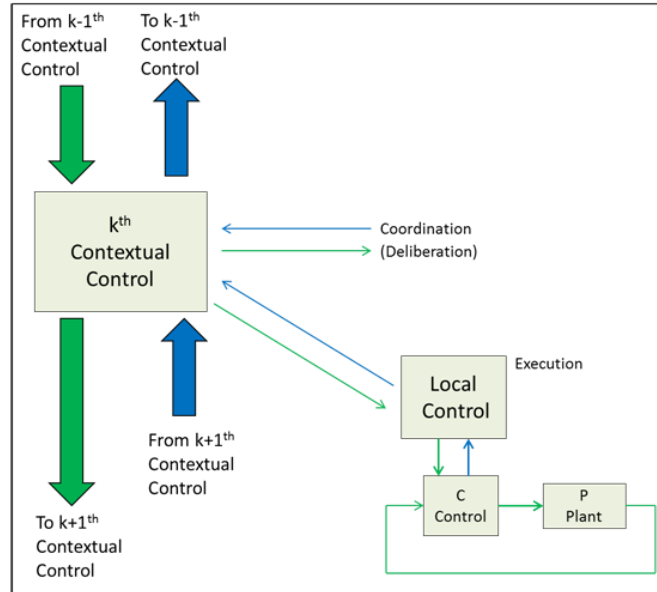 From k-1th
Contextual
Control
To k-1th
Contextual
Control
kth
Contextual
Control
Coordination
(Deliberation)
Local
Control
Execution
From k+1th
Contextual
Control
C
Control
P
Plant
To k+1th
Contextual
Control